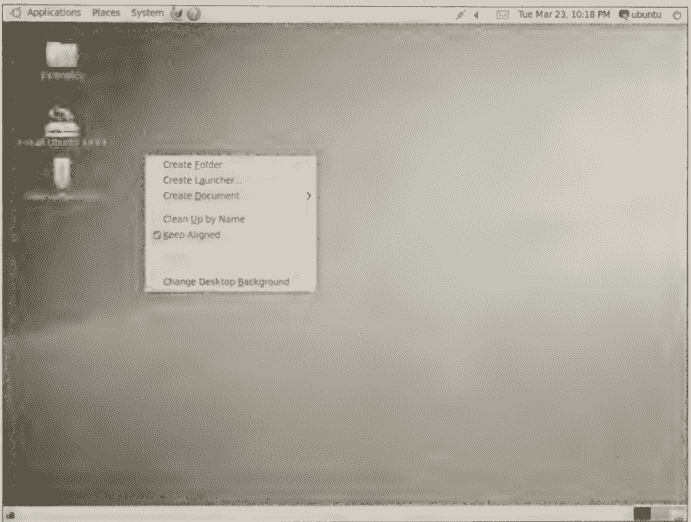 Applications Places System
Tue Mar 23, 10:18 PM ubuntu
Create Folder
Create Launcher...
Create Document
Clean Up by Name
Keep Aligned
Change Desktop Background